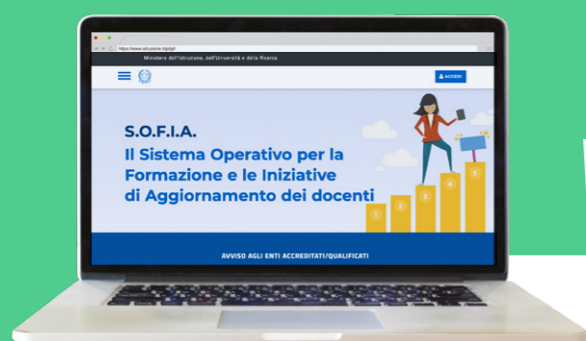 https://www.istruzione.it/pdgf/
Ministero dell'Istruzione, dell'Università e della Ricerca
ACCEDI
S.O.F.I.A.
Il Sistema Operativo per la
Formazione e le Iniziative
di Aggiornamento dei docenti
1 2 3 4 5
AVVISO AGLI ENTI ACCREDITATI/QUALIFICATI